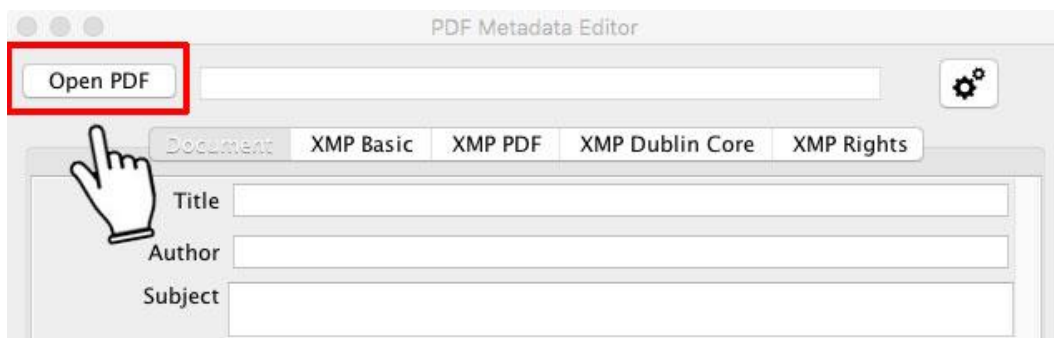 PDF Metadata Editor
Open PDF
Document XMP Basic XMP PDF XMP Dublin Core XMP Rights
Title
Author
Subject